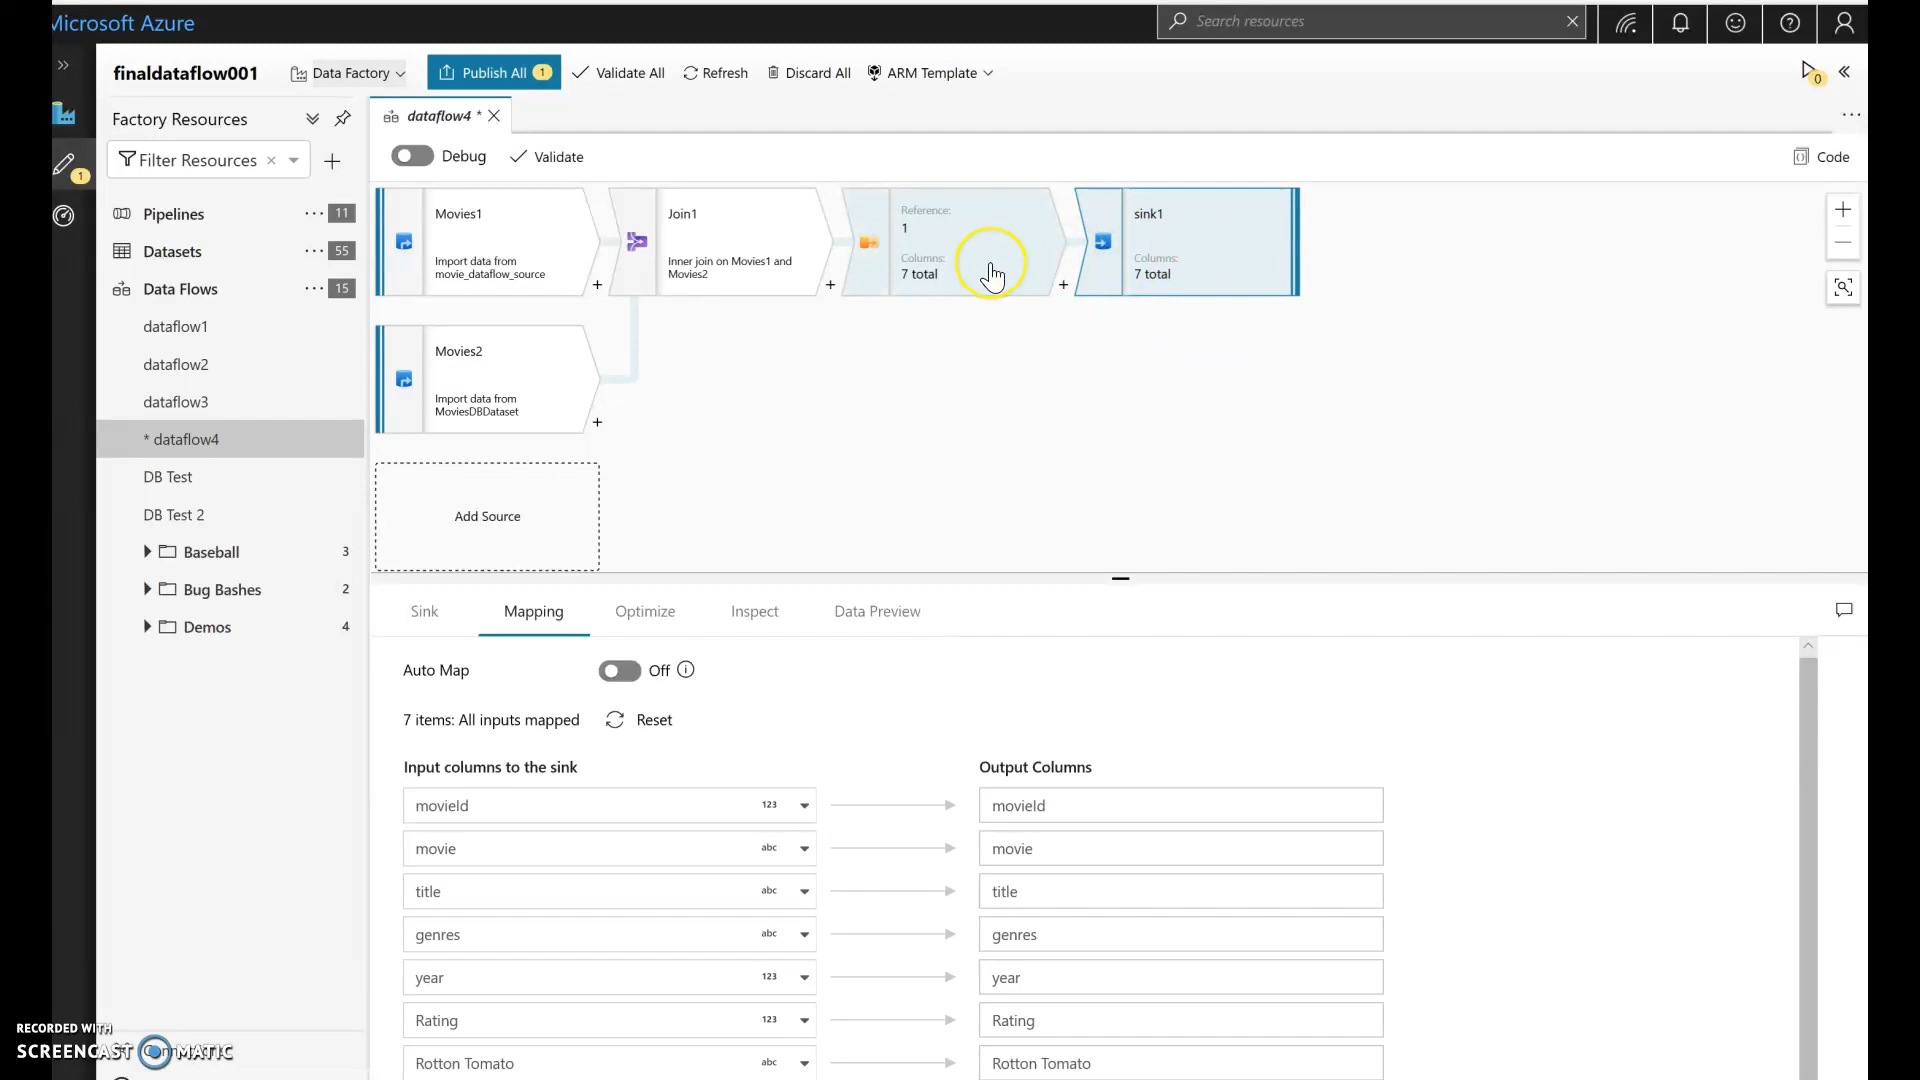 Microsoft Azure
Search resources
finaldataflow001
Data Factory
Publish All 1
Validate All
Refresh
Discard All
ARM Template
0
Factory Resources
Filter Resources
1
Pipelines 11
Datasets 55
Data Flows 15
dataflow1
dataflow2
dataflow3
* dataflow4
DB Test
DB Test 2
Baseball 3
Bug Bashes 2
Demos 4
dataflow4 *
Debug
Validate
Code
Movies1
Import data from
movie_dataflow_source
Join1
Inner join on Movies1 and
Movies2
Reference:
1
Columns:
7 total
sink1
Columns:
7 total
Movies2
Import data from
MoviesDBDataset
Add Source
Sink
Mapping
Optimize
Inspect
Data Preview
Auto Map
Off
7 items: All inputs mapped
Reset
Input columns to the sink
Output Columns
movieId 123
movieId
movie abc
movie
title abc
title
genres abc
genres
year 123
year
Rating 123
Rating
Rotton Tomato abc
Rotton Tomato
RECORDED WITH
SCREENCAST MATIC